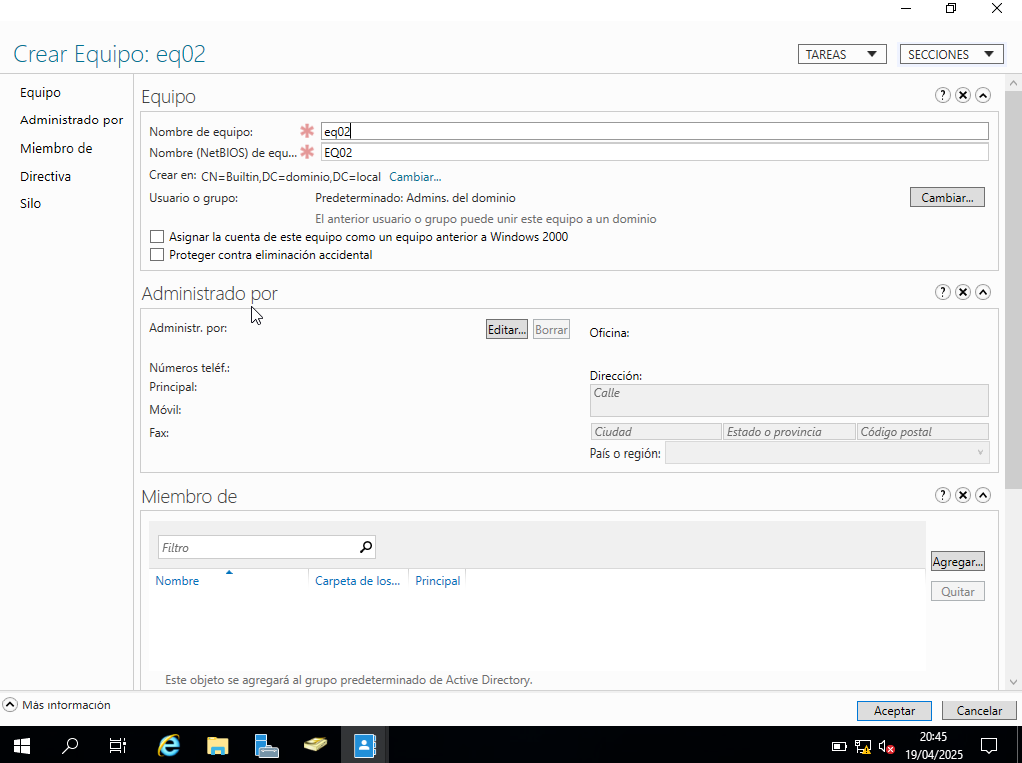 Crear Equipo: eq02
TAREAS
SECCIONES
Equipo
Administrado por
Miembro de
Directiva
Silo
Equipo
Nombre de equipo:
eq02
Nombre (NetBIOS) de equ...
EQ02
Crear en: CN=Builtin,DC=dominio,DC=local Cambiar...
Usuario o grupo:
Predeterminado: Admins. del dominio
Cambiar...
El anterior usuario o grupo puede unir este equipo a un dominio
Asignar la cuenta de este equipo como un equipo anterior a Windows 2000
Proteger contra eliminación accidental
Administrado por
Administr. por:
Editar...
Borrar
Oficina:
Números teléf.:
Principal:
Móvil:
Fax:
Dirección:
Calle
Ciudad
Estado o provincia
Código postal
País o región:
Miembro de
Filtro
Nombre
Carpeta de los...
Principal
Agregar...
Quitar
Este objeto se agregará al grupo predeterminado de Active Directory.
Más información
Aceptar
Cancelar
20:45
19/04/2025